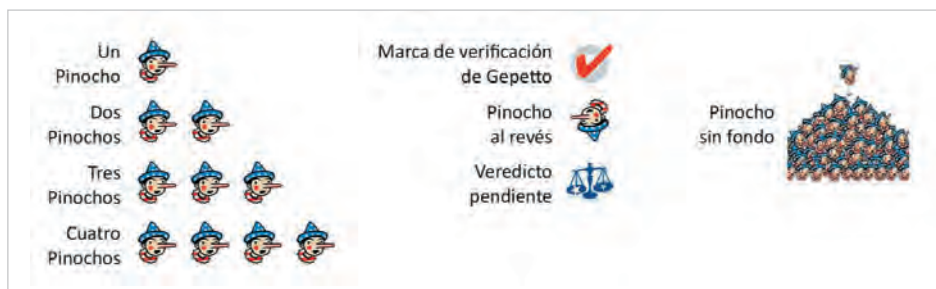 Un
Pinocho
Dos
Pinochos
Tres
Pinochos
Cuatro
Pinochos
Marca de verificación
de Gepetto
Pinocho
al revés
Veredicto
pendiente
Pinocho
sin fondo